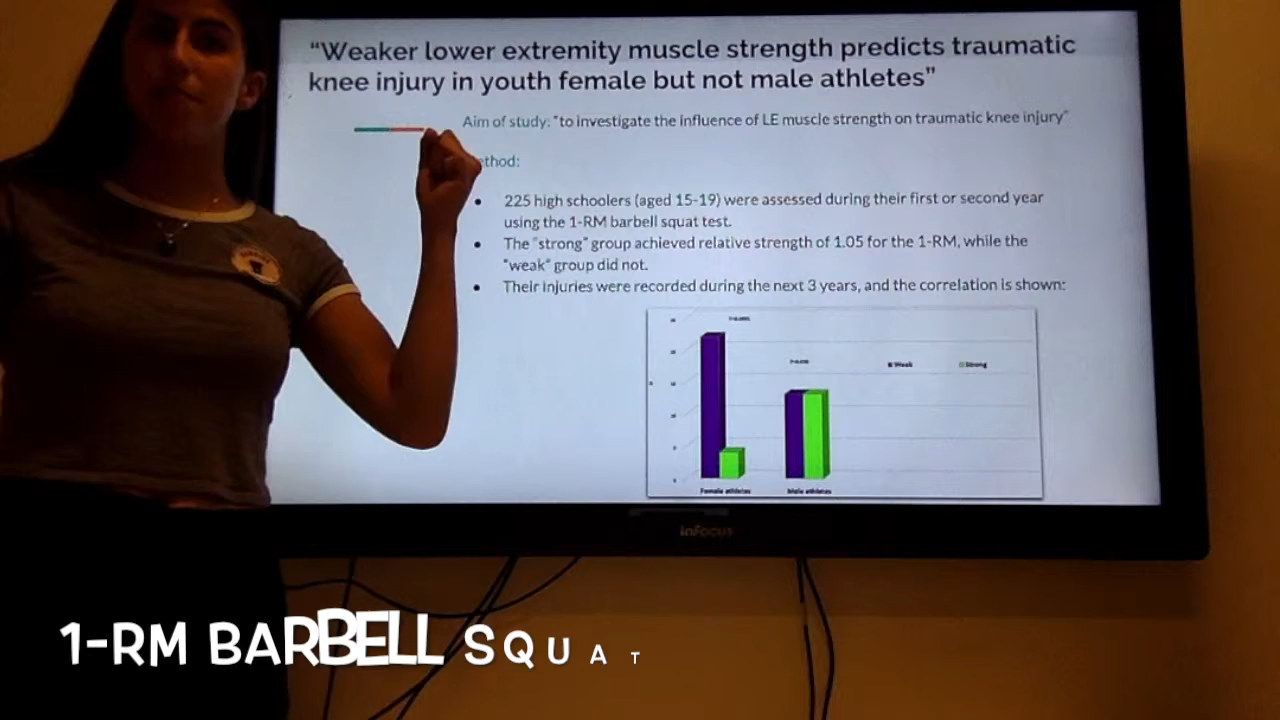 “Weaker lower extremity muscle strength predicts traumatic
knee injury in youth female but not male athletes”
Aim of study: “to investigate the influence of LE muscle strength on traumatic knee injury”
ethod:
• 225 high schoolers (aged 15-19) were assessed during their first or second year
using the 1-RM barbell squat test.
• The “strong” group achieved relative strength of 1.05 for the 1-RM, while the
“weak” group did not.
• Their injuries were recorded during the next 3 years, and the correlation is shown:
Weak Strong
Female athletes Male athletes
InFocus
1-RM BARBELL SQUAT